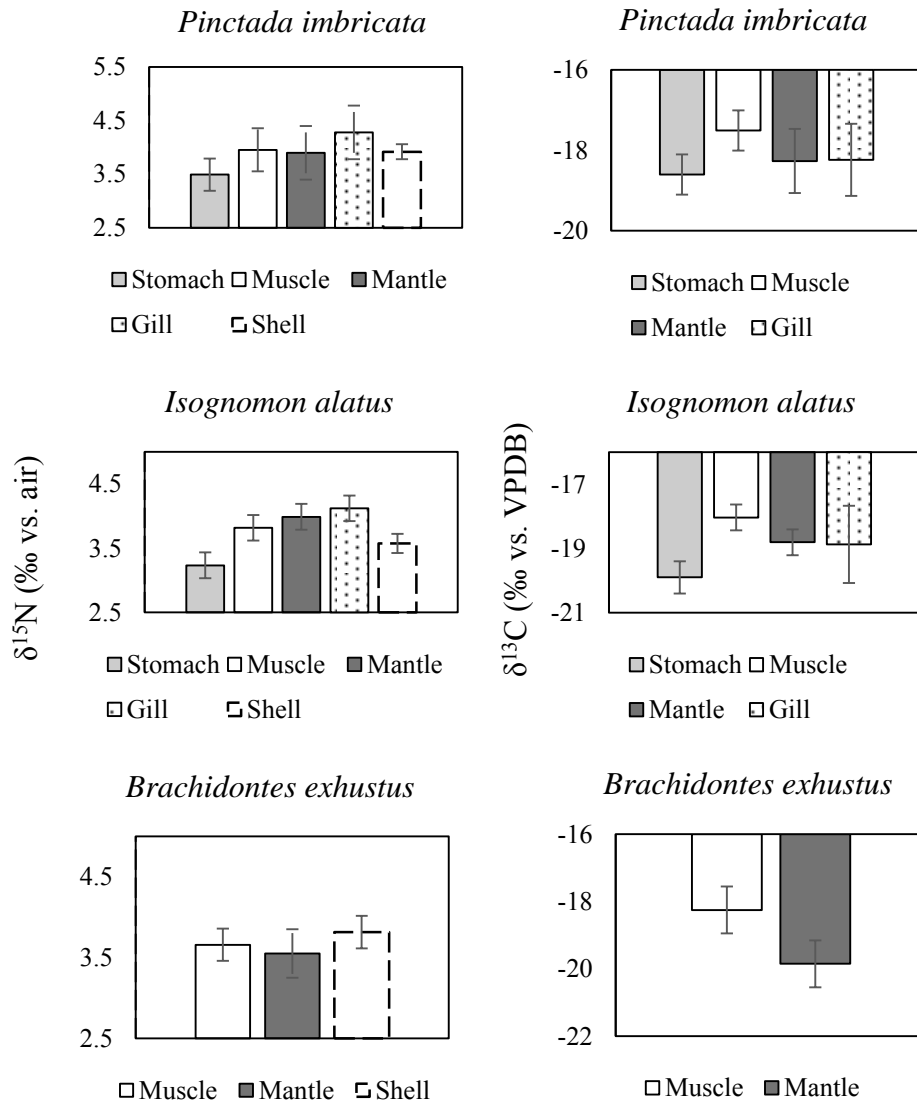 Pinctada imbricata
5.5
4.5
3.5
2.5
Stomach Muscle Mantle
Gill Shell
Pinctada imbricata
-16
-18
-20
Stomach Muscle
Mantle Gill
δ15N (‰ vs. air)
Isognomon alatus
4.5
3.5
2.5
Stomach Muscle Mantle
Gill Shell
δ13C (‰ vs. VPDB)
Isognomon alatus
-17
-19
-21
Stomach Muscle
Mantle Gill
Brachidontes exhustus
4.5
3.5
2.5
Muscle Mantle Shell
Brachidontes exhustus
-16
-18
-20
-22
Muscle Mantle